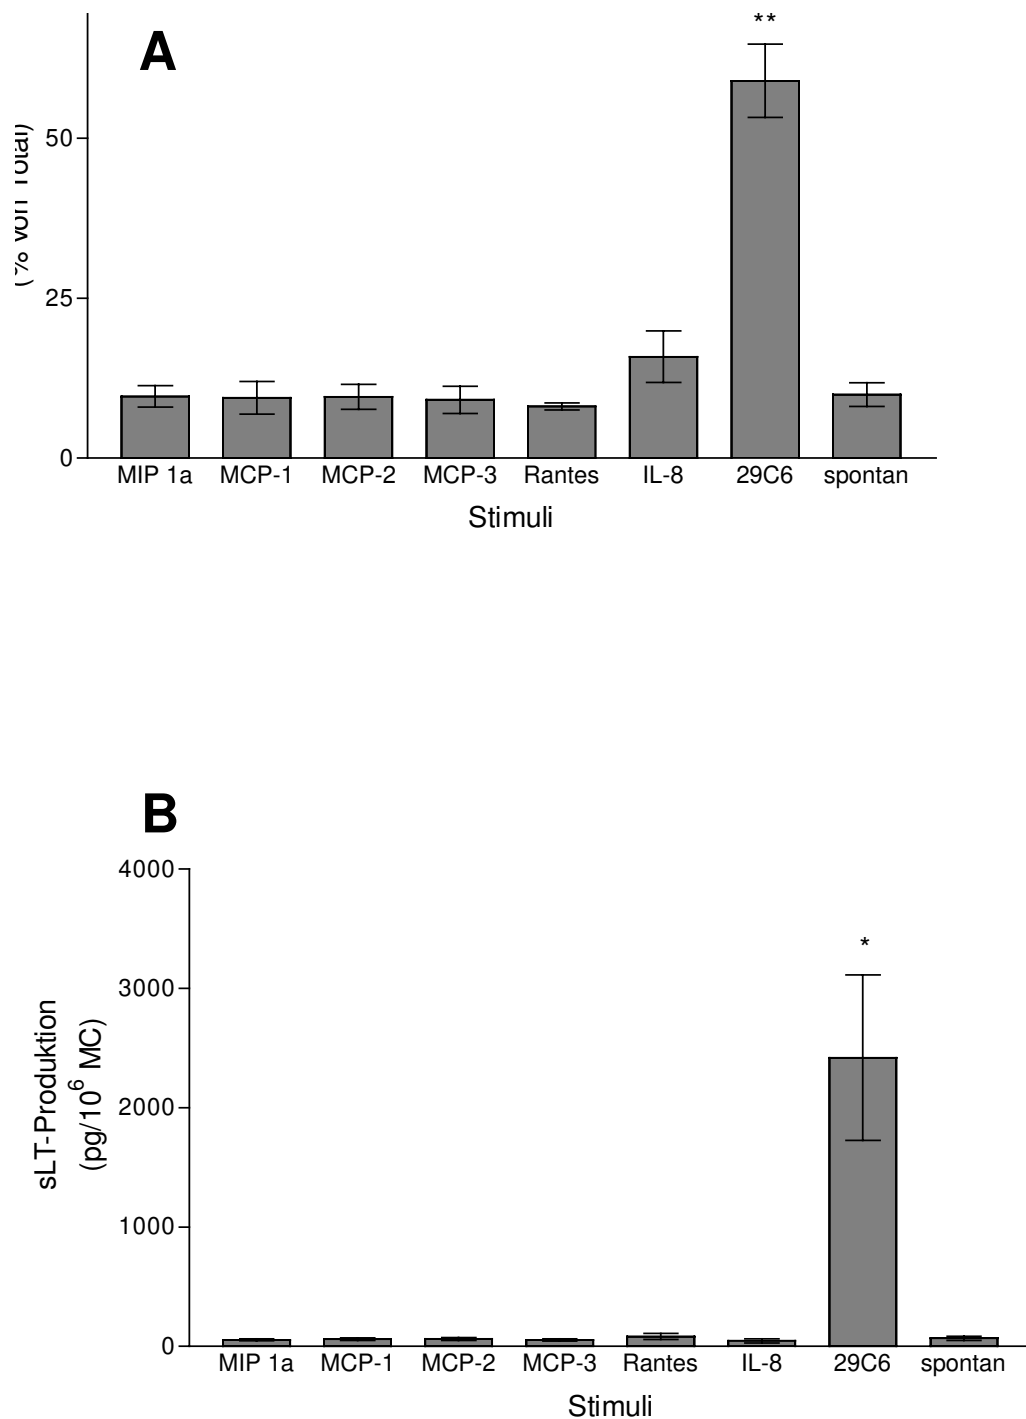 A
**
(% von Total)
50
25
0
MIP 1a MCP-1 MCP-2 MCP-3 Rantes IL-8 29C6 spontan
Stimuli
B
sLT-Produktion
(pg/10⁶ MC)
4000
3000
2000
1000
0
*
MIP 1a MCP-1 MCP-2 MCP-3 Rantes IL-8 29C6 spontan
Stimuli